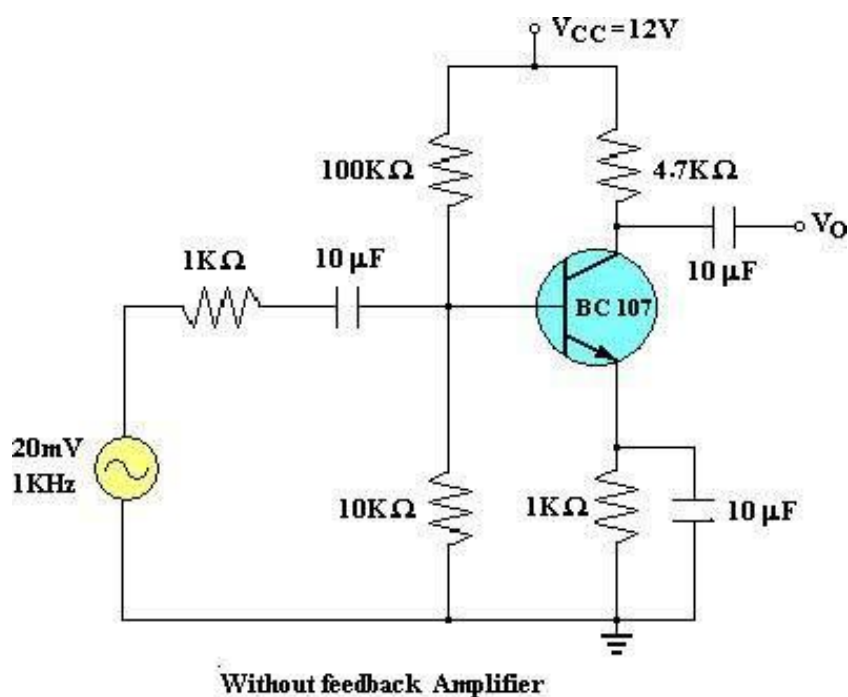 VCC=12V
100KΩ
4.7KΩ
VO
1KΩ
10 μF
10 μF
BC 107
20mV
1KHz
10KΩ
1KΩ
10 μF
Without feedback Amplifier